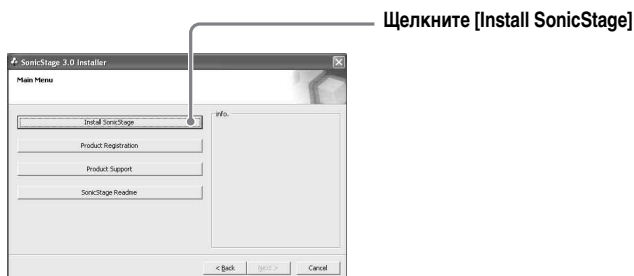 Щелкните [Install SonicStage]
SonicStage 3.0 Installer
Main Menu
Install SonicStage
info.
Product Registration
Product Support
SonicStage Readme
< Back
Next >
Cancel